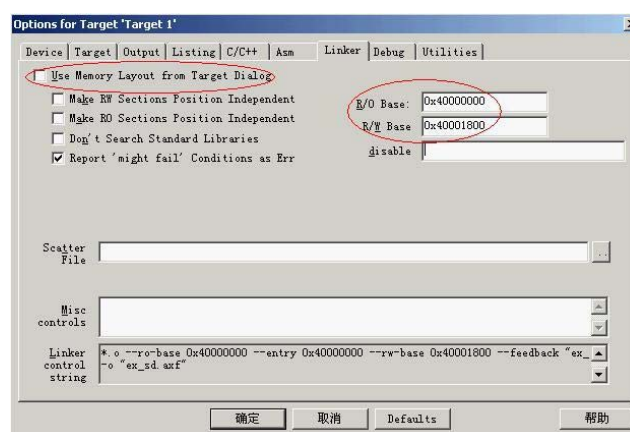 Options for Target 'Target 1'
Device Target Output Listing C/C++ Asm Linker Debug Utilities
Use Memory Layout from Target Dialog
Make RW Sections Position Independent
Make RO Sections Position Independent
Don't Search Standard Libraries
Report 'might fail' Conditions as Err
R/O Base: 0x40000000
R/W Base 0x40001800
disable
Scatter
File
...
Misc
controls
Linker
control
string
*.o --ro-base 0x40000000 --entry 0x40000000 --rw-base 0x40001800 --feedback "ex_
-o "ex_sd.axf"
确定 取消 Defaults 帮助